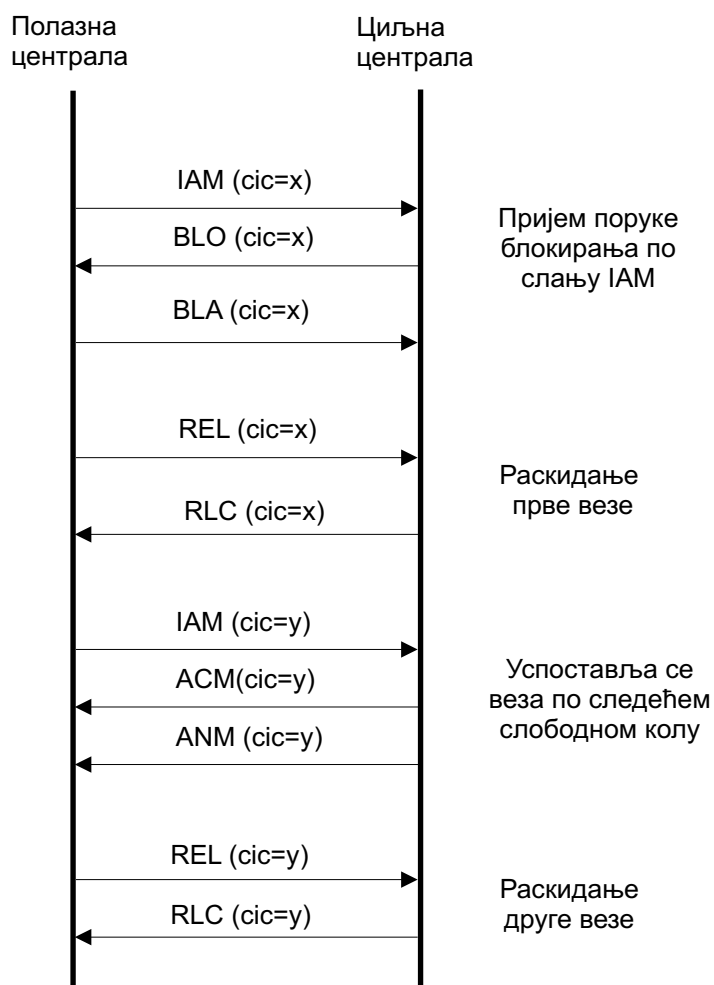 Полазна
централа
Циљна
централа
IAM (cic=x)
BLO (cic=x)
BLA (cic=x)
Пријем поруке
блокирања по
слању IAM
REL (cic=x)
RLC (cic=x)
Раскидање
прве везе
IAM (cic=y)
ACM(cic=y)
ANM (cic=y)
Успоставља се
веза по следећем
слободном колу
REL (cic=y)
RLC (cic=y)
Раскидање
друге везе